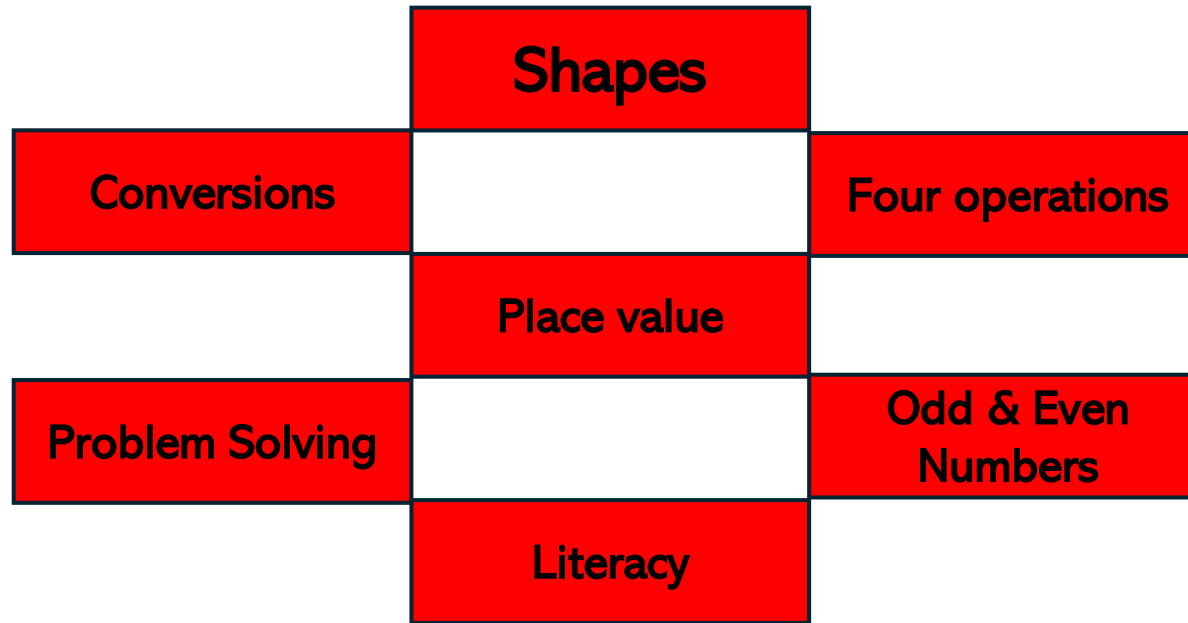 Shapes
Conversions
Four operations
Place value
Problem Solving
Odd & Even
Numbers
Literacy